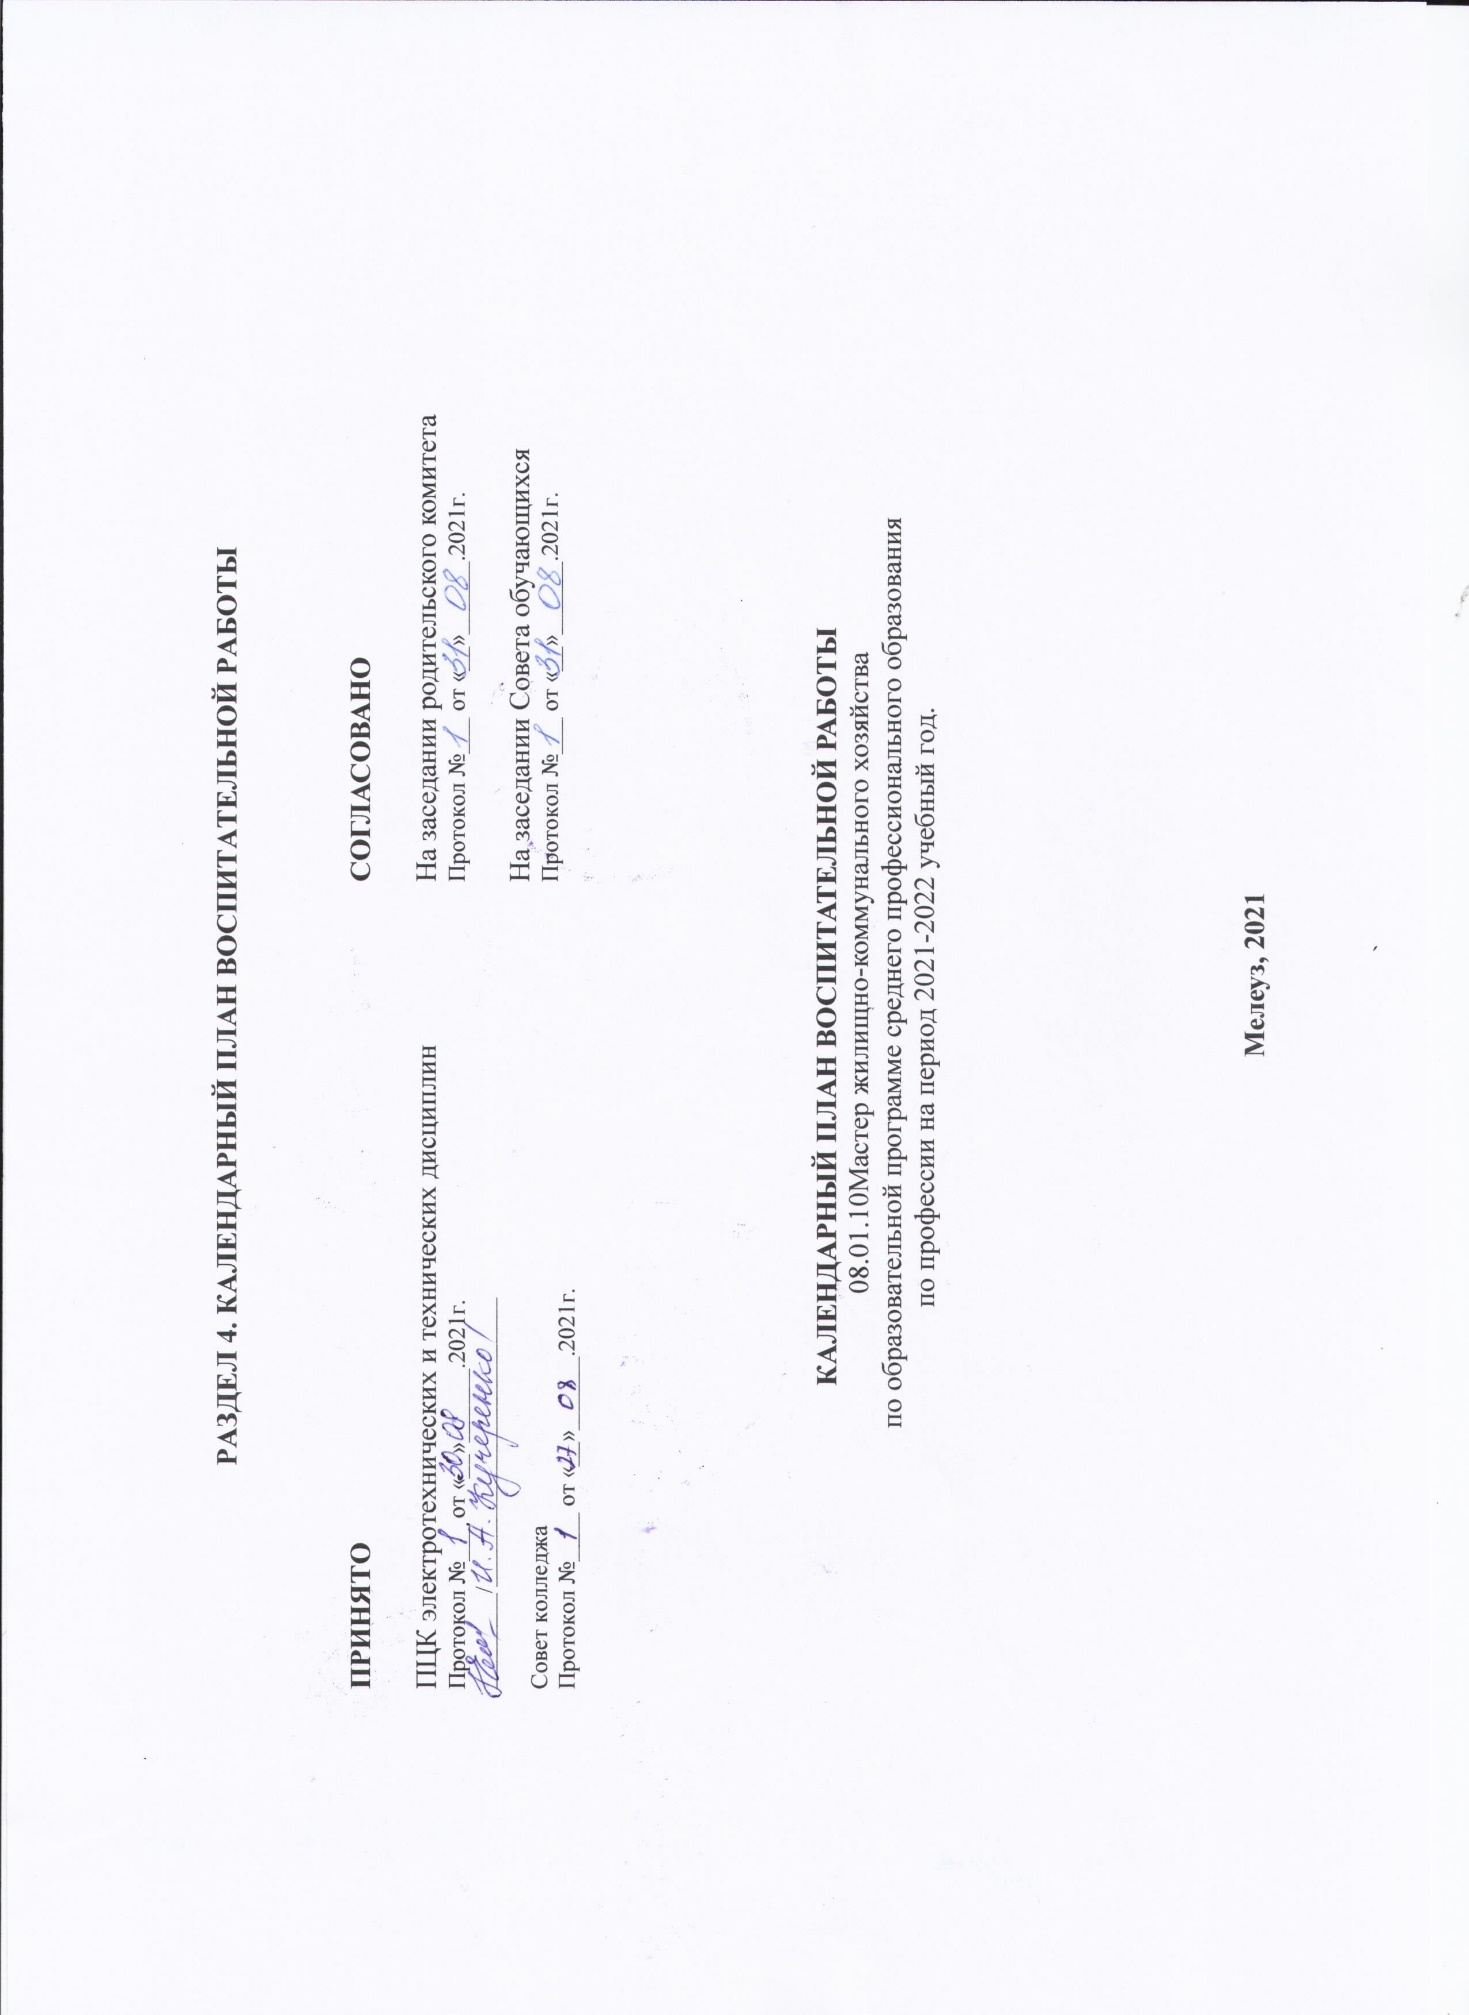 РАЗДЕЛ 4. КАЛЕНДАРНЫЙ ПЛАН ВОСПИТАТЕЛЬНОЙ РАБОТЫ
ПРИНЯТО
ПЦК электротехнических и технических дисциплин
Протокол № 1 от «30»08.2021г.
/И.А. Кучеренко/
Совет колледжа
Протокол № 1 от «27» 08.2021г.
СОГЛАСОВАНО
На заседании родительского комитета
Протокол № 1 от «31» 08.2021г.
На заседании Совета обучающихся
Протокол № 1 от «31» 08.2021г.
КАЛЕНДАРНЫЙ ПЛАН ВОСПИТАТЕЛЬНОЙ РАБОТЫ
08.01.10Мастер жилищно-коммунального хозяйства
по образовательной программе среднего профессионального образования
по профессии на период 2021-2022 учебный год.
Мелеуз, 2021